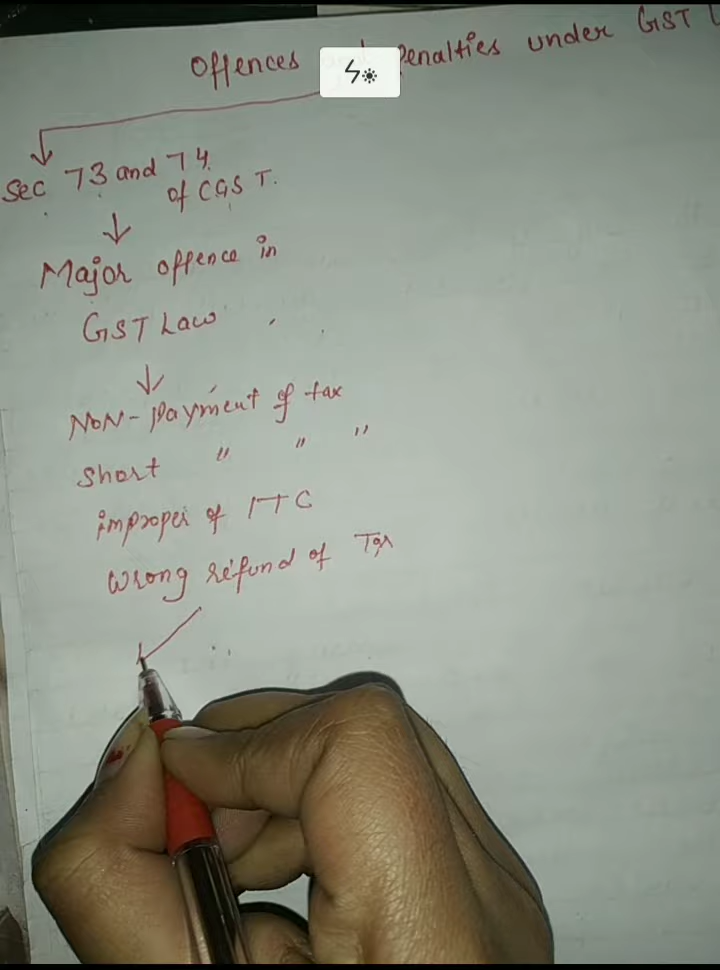 Offences Penalties under GST
Sec 73 and 74
of CGST.
Major offence in
GST Law
Non-payment of tax
Short " " "
improper of ITC
Wrong refund of Tax